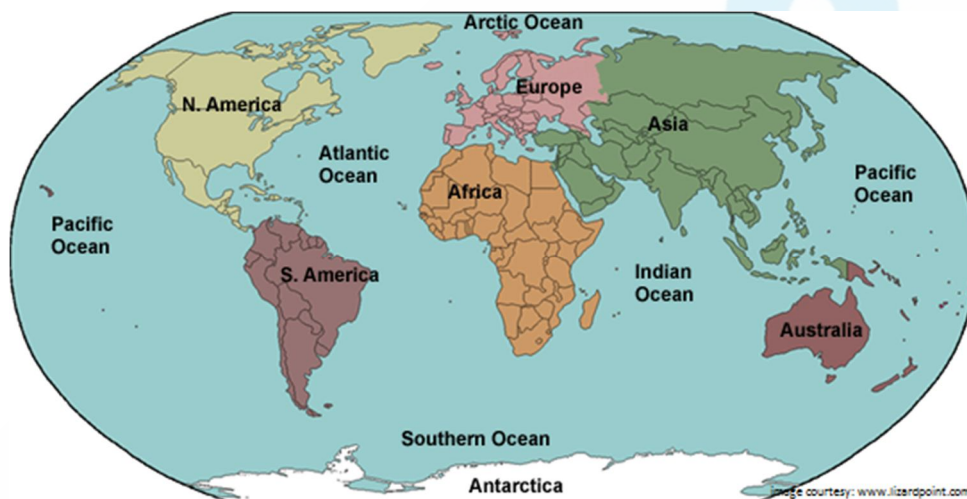 Arctic Ocean
Europe
N. America
Asia
Atlantic
Ocean
Africa
Pacific
Ocean
Pacific
Ocean
S. America
Indian
Ocean
Australia
Southern Ocean
Antarctica
image courtesy: www.lizardpoint.com